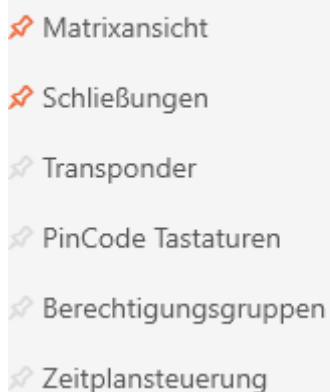 Matrixansicht
Schließungen
Transponder
PinCode Tastaturen
Berechtigungsgruppen
Zeitplansteuerung